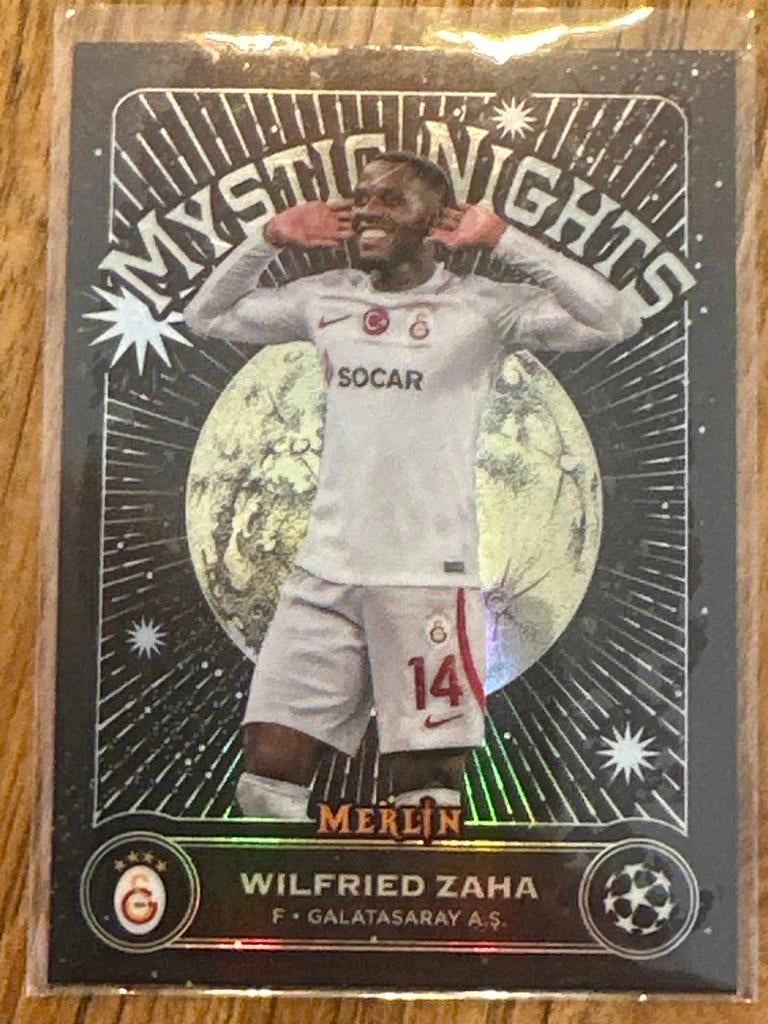 MYSTIC NIGHTS
SOCAR
14
MERLIN
WILFRIED ZAHA
F • GALATASARAY A.Ş.